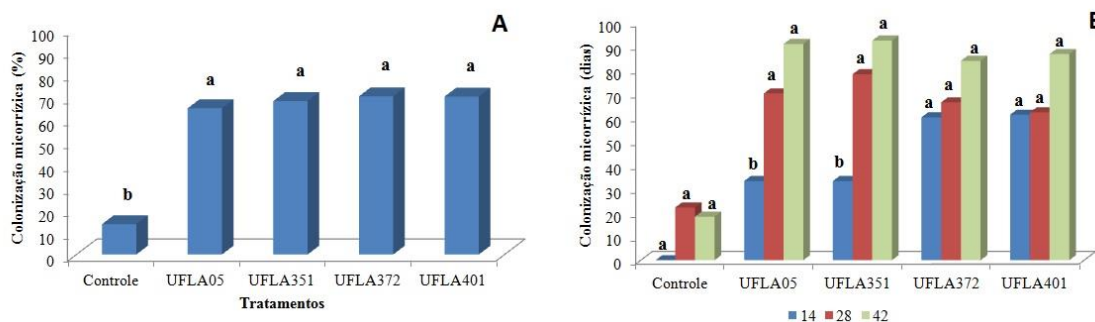 A
Colonização micorrízica (%)
100
90
80
70
60
50
40
30
20
10
0
b
a
a
a
a
Controle UFLA05 UFLA351 UFLA372 UFLA401
Tratamentos
Colonização micorrízica (dias)
100
90
80
70
60
50
40
30
20
10
0
a a a
b a a
b a a
a a a
a a a
Controle UFLA05 UFLA351 UFLA372 UFLA401
14 28 42